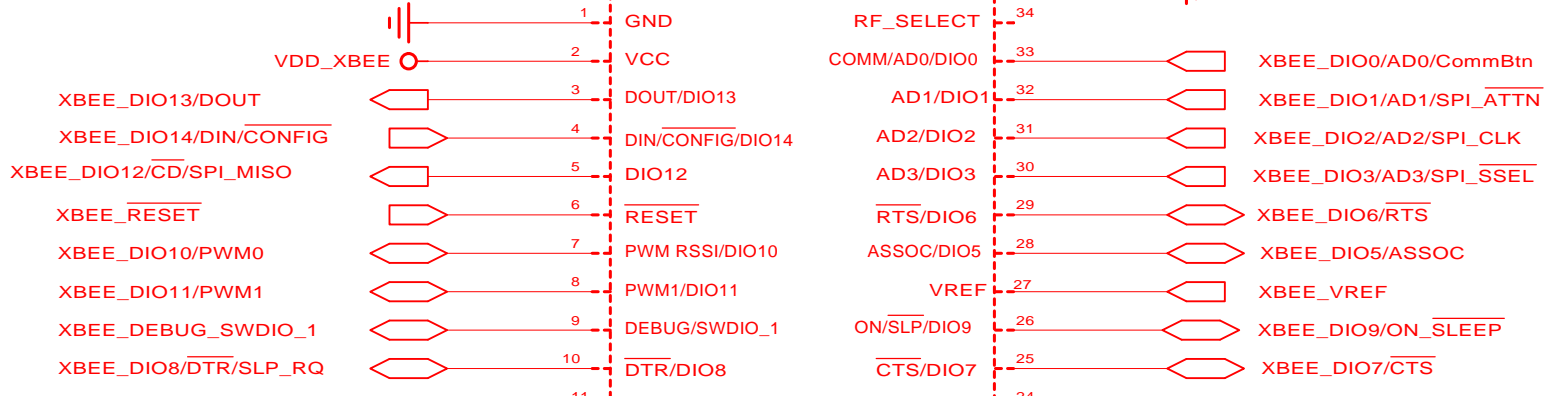 1 GND RF_SELECT 34
VDD_XBEE 2 VCC COMM/AD0/DIO0 33 XBEE_DIO0/AD0/CommBtn
XBEE_DIO13/DOUT 3 DOUT/DIO13 AD1/DIO1 32 XBEE_DIO1/AD1/SPI_ATTN
XBEE_DIO14/DIN/CONFIG 4 DIN/CONFIG/DIO14 AD2/DIO2 31 XBEE_DIO2/AD2/SPI_CLK
XBEE_DIO12/CD/SPI_MISO 5 DIO12 AD3/DIO3 30 XBEE_DIO3/AD3/SPI_SSEL
XBEE_RESET 6 RESET RTS/DIO6 29 XBEE_DIO6/RTS
XBEE_DIO10/PWM0 7 PWM RSSI/DIO10 ASSOC/DIO5 28 XBEE_DIO5/ASSOC
XBEE_DIO11/PWM1 8 PWM1/DIO11 VREF 27 XBEE_VREF
XBEE_DEBUG_SWDIO_1 9 DEBUG/SWDIO_1 ON/SLP/DIO9 26 XBEE_DIO9/ON_SLEEP
XBEE_DIO8/DTR/SLP_RQ 10 DTR/DIO8 CTS/DIO7 25 XBEE_DIO7/CTS